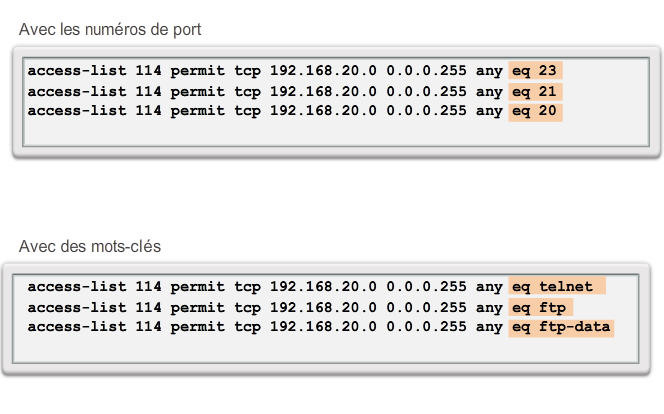 Avec les numéros de port
access-list 114 permit tcp 192.168.20.0 0.0.0.255 any eq 23
access-list 114 permit tcp 192.168.20.0 0.0.0.255 any eq 21
access-list 114 permit tcp 192.168.20.0 0.0.0.255 any eq 20
Avec des mots-clés
access-list 114 permit tcp 192.168.20.0 0.0.0.255 any eq telnet
access-list 114 permit tcp 192.168.20.0 0.0.0.255 any eq ftp
access-list 114 permit tcp 192.168.20.0 0.0.0.255 any eq ftp-data